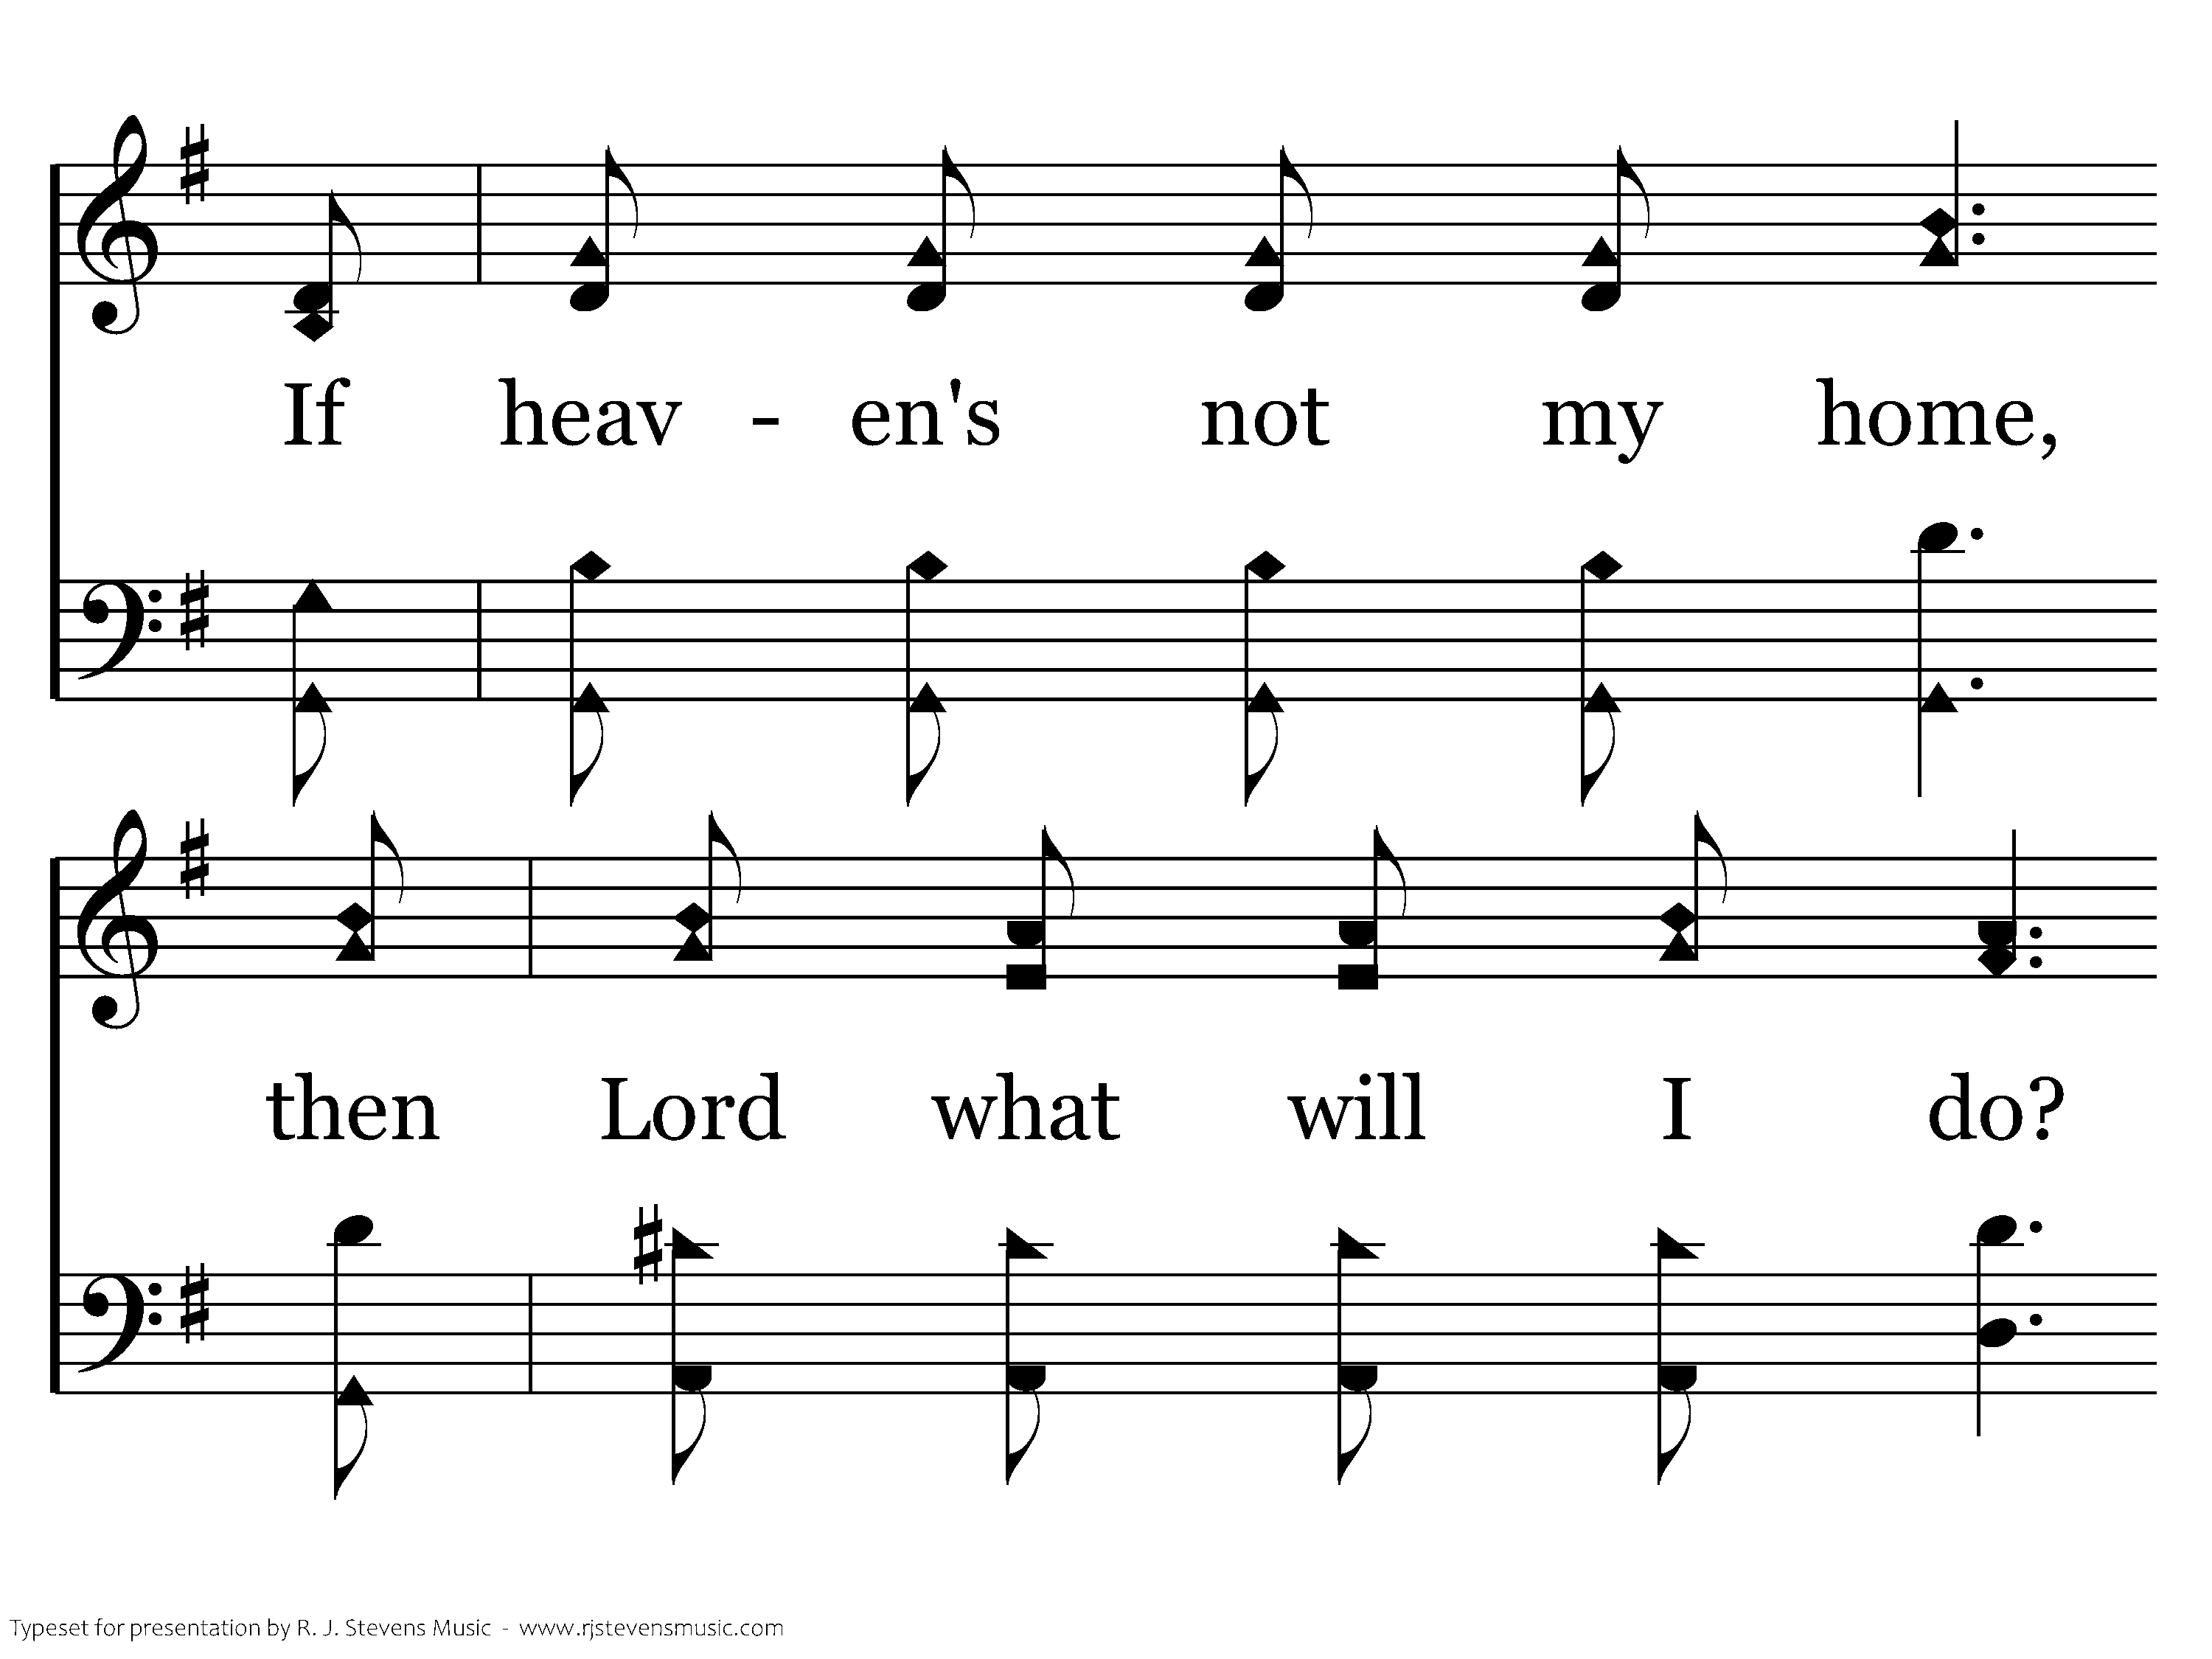 If heav - en's not my home,
then Lord what will I do?
Typeset for presentation by R. J. Stevens Music - www.rjstevensmusic.com